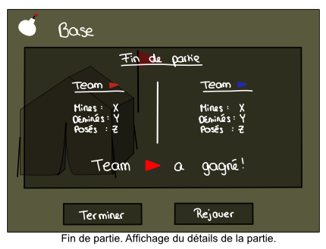 Base
Fin de partie
Team Team
Mines : X Mines : X
Déminés : Y Déminés : Y
Posés : Z Posés : Z
Team a gagné !
Terminer Rejouer
Fin de partie. Affichage du détails de la partie.